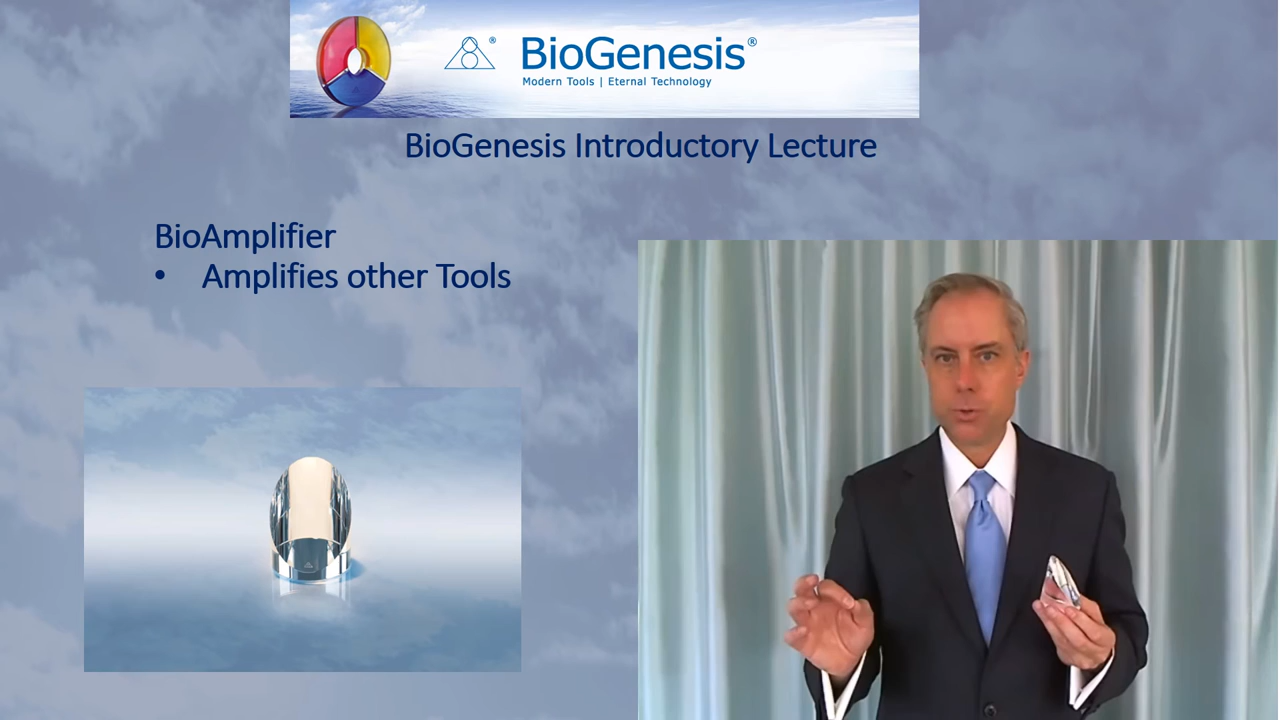 BioGenesis®
Modern Tools | Eternal Technology
BioGenesis Introductory Lecture
BioAmplifier
• Amplifies other Tools